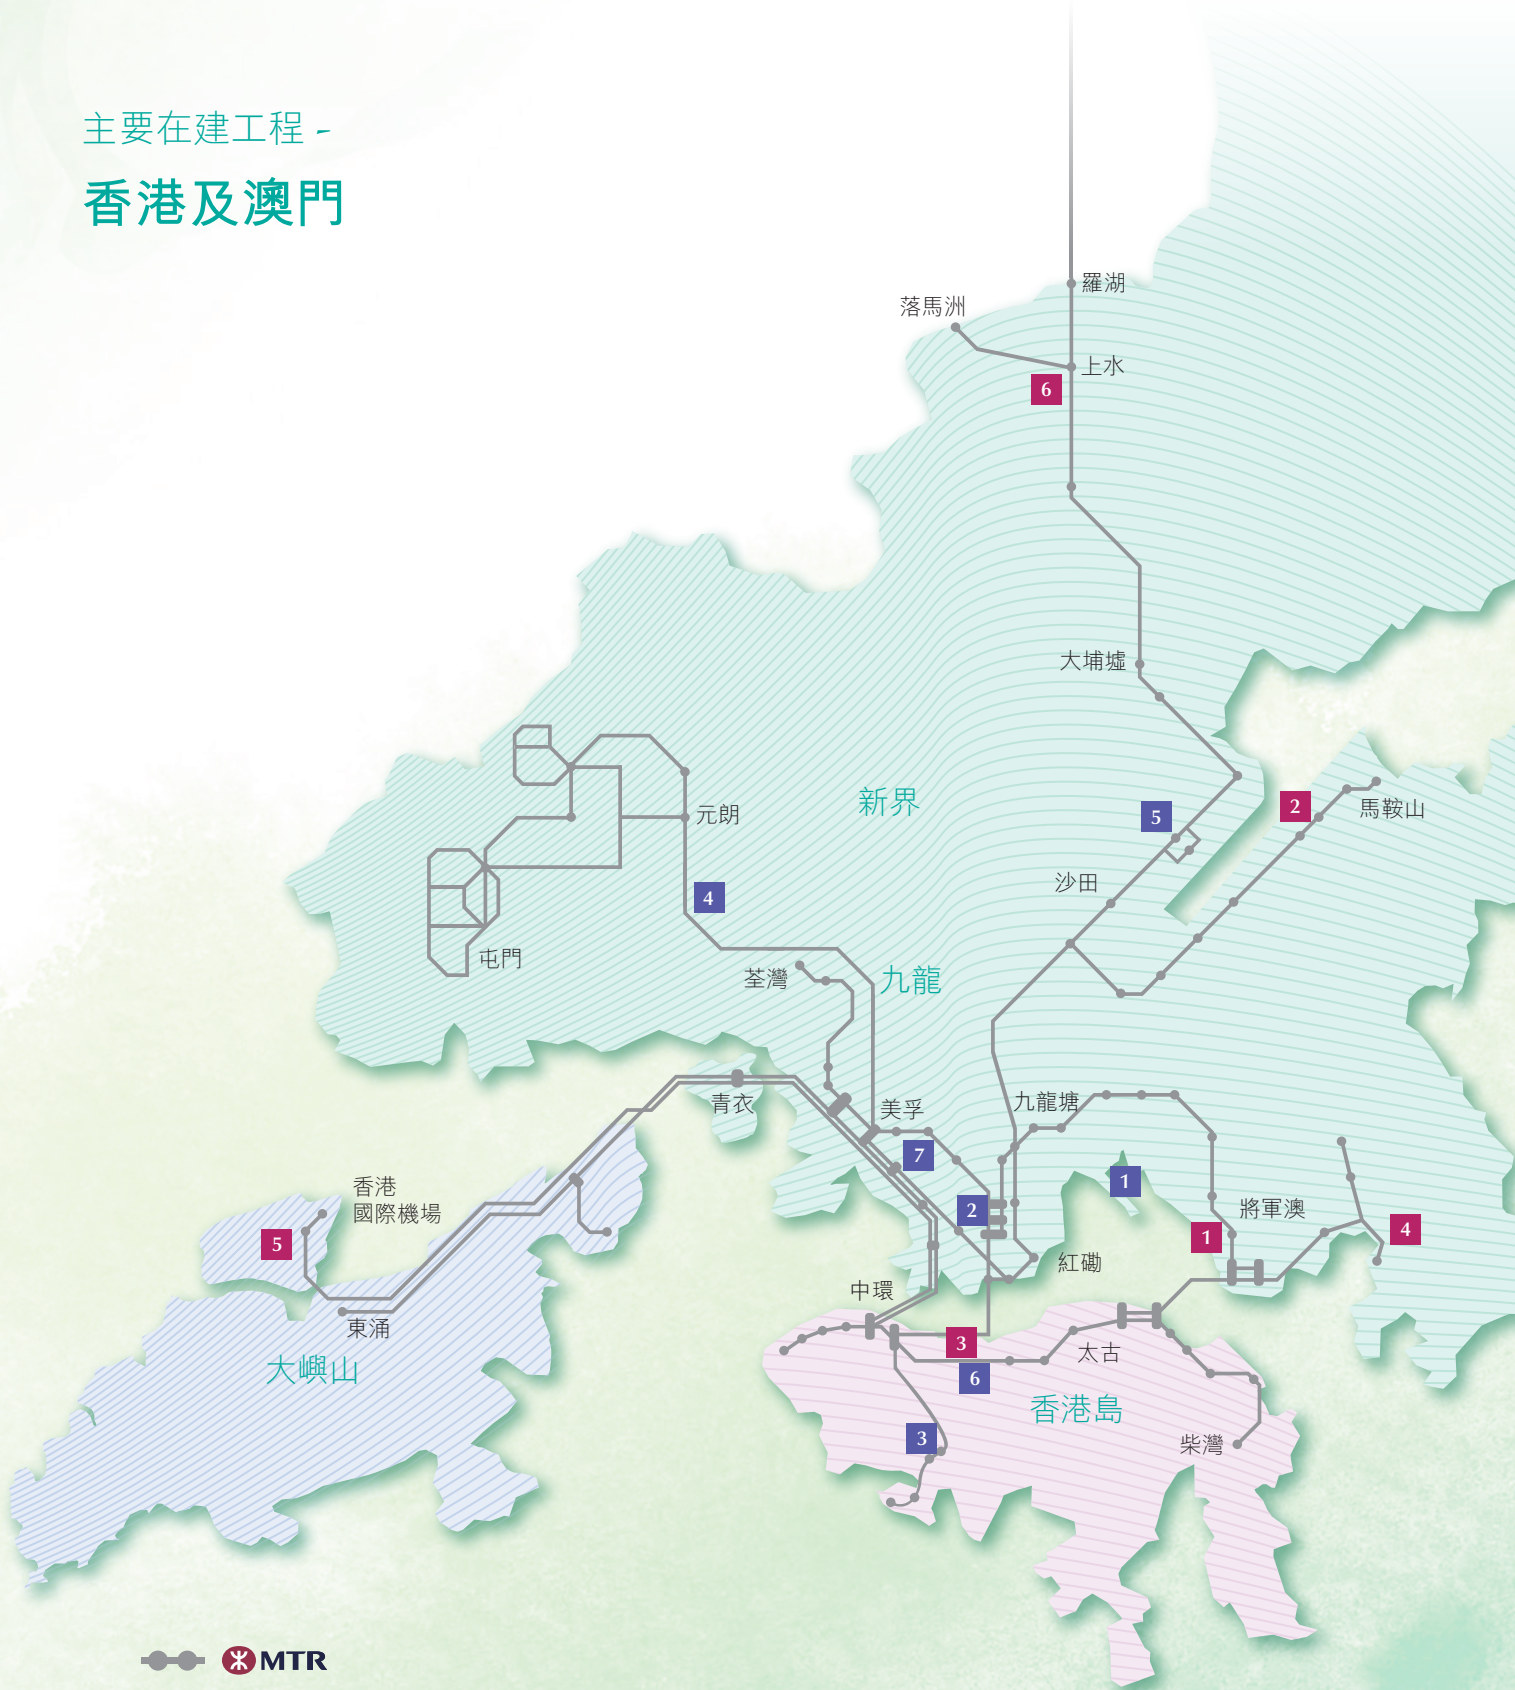 主要在建工程 –
香港及澳門
羅湖
落馬洲
上水
6
大埔墟
新界
5
2
馬鞍山
元朗
沙田
4
屯門
荃灣
九龍
青衣
美孚
九龍塘
7
1
香港
國際機場
2
將軍澳
5
1
4
紅磡
中環
東涌
3
太古
大嶼山
6
香港島
3
柴灣
MTR